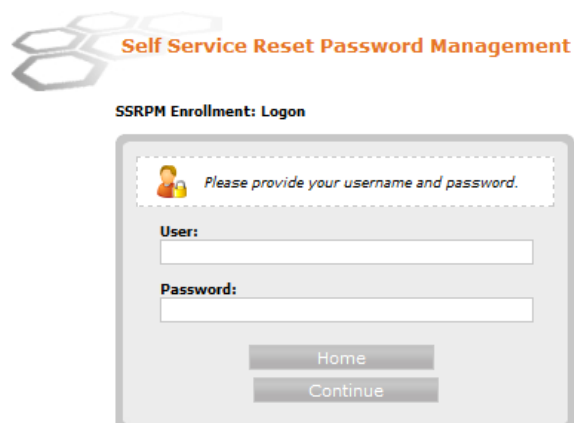 Self Service Reset Password Management
SSRPM Enrollment: Logon
Please provide your username and password.
User:
Password:
Home
Continue